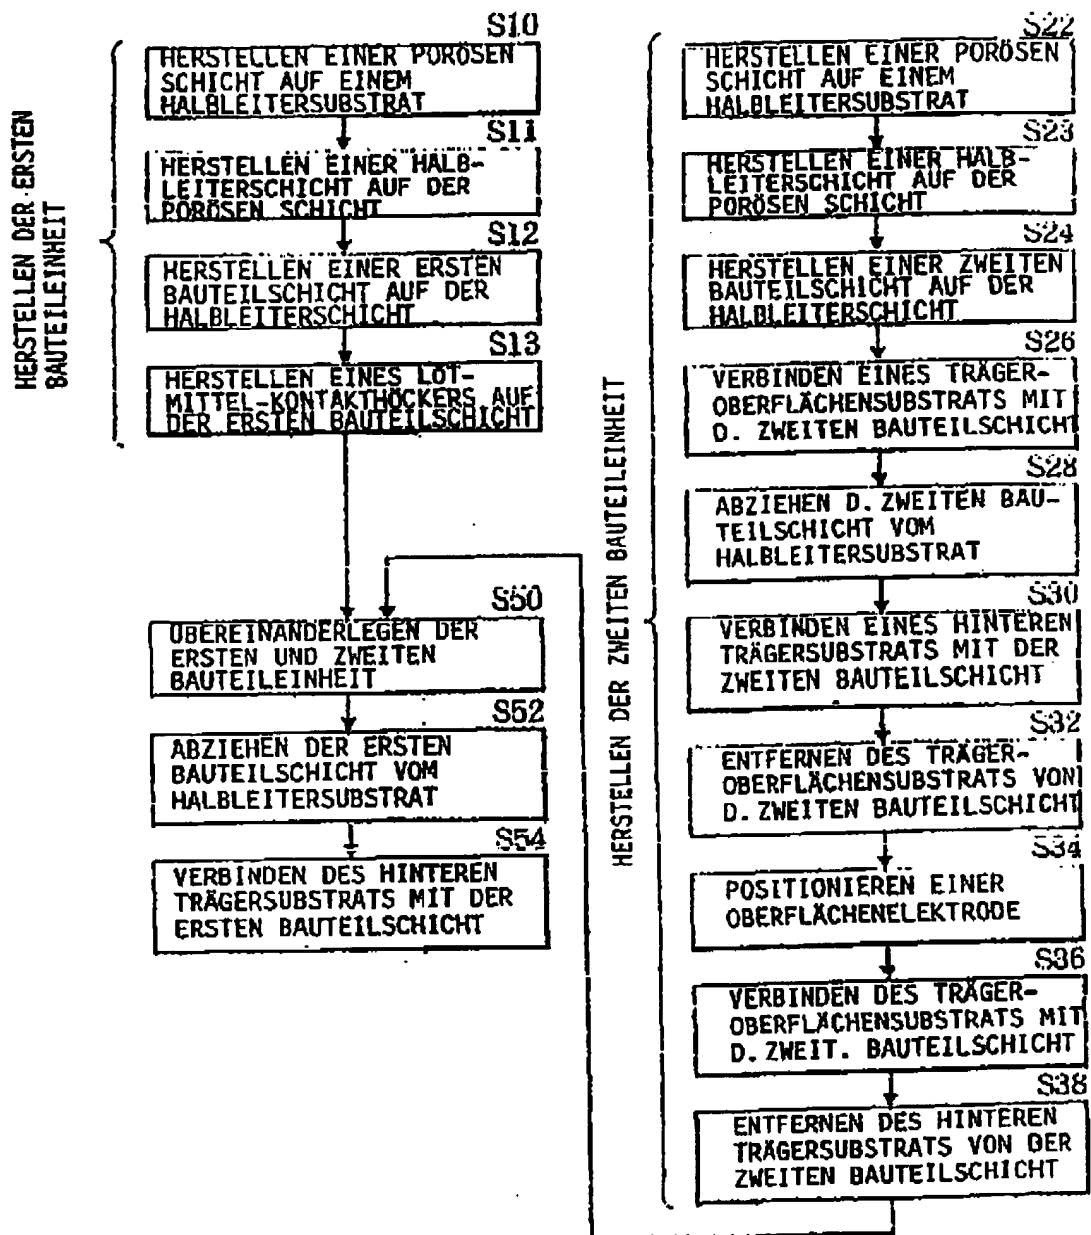 HERSTELLEN DER ERSTEN
BAUTEILEINHEIT
S10
HERSTELLEN EINER PORÖSEN
SCHICHT AUF EINEM
HALBLEITERSUBSTRAT
S11
HERSTELLEN EINER HALB-
LEITERSCHICHT AUF DER
PORÖSEN SCHICHT
S12
HERSTELLEN EINER ERSTEN
BAUTEILSCHICHT AUF DER
HALBLEITERSCHICHT
S13
HERSTELLEN EINES LOT-
MITTEL-KONTAKTHÖCKERS AUF
DER ERSTEN BAUTEILSCHICHT
S50
ÜBEREINANDERLEGEN DER
ERSTEN UND ZWEITEN
BAUTEILEINHEIT
S52
ABZIEHEN DER ERSTEN
BAUTEILSCHICHT VOM
HALBLEITERSUBSTRAT
S54
VERBINDEN DES HINTEREN
TRÄGERSUBSTRATS MIT DER
ERSTEN BAUTEILSCHICHT
HERSTELLEN DER ZWEITEN BAUTEILEINHEIT
S22
HERSTELLEN EINER PORÖSEN
SCHICHT AUF EINEM
HALBLEITERSUBSTRAT
S23
HERSTELLEN EINER HALB-
LEITERSCHICHT AUF DER
PORÖSEN SCHICHT
S24
HERSTELLEN EINER ZWEITEN
BAUTEILSCHICHT AUF DER
HALBLEITERSCHICHT
S26
VERBINDEN EINES TRÄGER-
OBERFLÄCHENSUBSTRATS MIT
D. ZWEITEN BAUTEILSCHICHT
S28
ABZIEHEN D. ZWEITEN BAU-
TEILSCHICHT VOM
HALBLEITERSUBSTRAT
S30
VERBINDEN EINES HINTEREN
TRÄGERSUBSTRATS MIT DER
ZWEITEN BAUTEILSCHICHT
S32
ENTFERNEN DES TRÄGER-
OBERFLÄCHENSUBSTRATS VON
D. ZWEITEN BAUTEILSCHICHT
S34
POSITIONIEREN EINER
OBERFLÄCHENELEKTRODE
S36
VERBINDEN DES TRÄGER-
OBERFLÄCHENSUBSTRATS MIT
D. ZWEIT. BAUTEILSCHICHT
S38
ENTFERNEN DES HINTEREN
TRÄGERSUBSTRATS VON DER
ZWEITEN BAUTEILSCHICHT